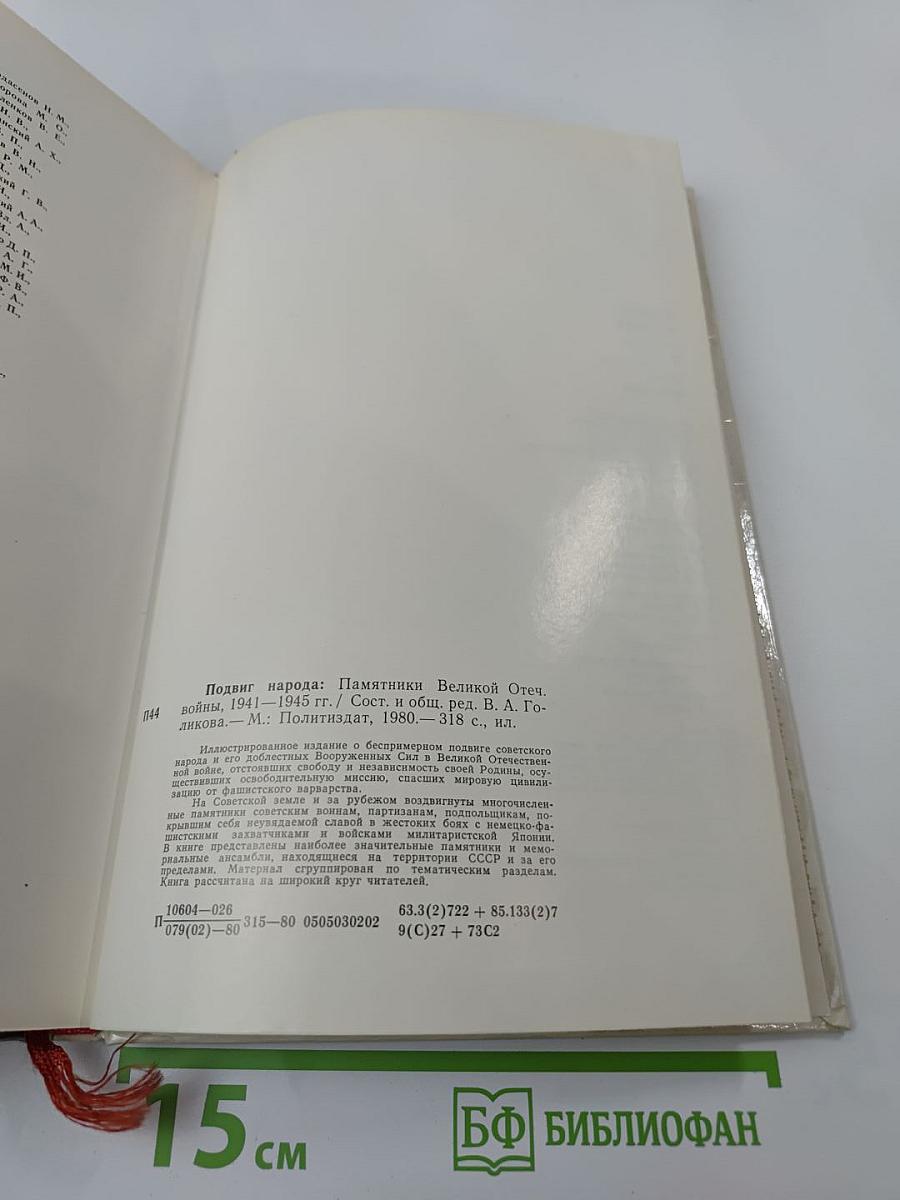 Н. М.
М. О.,
В. Е.,
Н. В.,
А. Х.,
П.,
В. Н.,
Р. М.,
Г. В.,
А. А.,
А.,
И.,
Д. П.,
А. Г.,
М. И.,
Ф. В.,
А.,
П.,
Подвиг народа: Памятники Великой Отеч.
П44
войны, 1941—1945 гг./ Сост. и общ. ред. В. А. Го-
ликова.— М.: Политиздат, 1980.— 318 с., ил.
Иллюстрированное издание о беспримерном подвиге советского
народа и его доблестных Вооруженных Сил в Великой Отечествен-
ной войне, отстоявших свободу и независимость своей Родины, осу-
ществивших освободительную миссию, спасших мировую цивили-
зацию от фашистского варварства.
На Советской земле и за рубежом воздвигнуты многочислен-
ные памятники советским воинам, партизанам, подпольщикам, по-
крывшим себя неувядаемой славой в жестоких боях с немецко-фа-
шистскими захватчиками и войсками милитаристской Японии.
В книге представлены наиболее значительные памятники и мемо-
риальные ансамбли, находящиеся на территории СССР и за его
пределами. Материал сгруппирован по тематическим разделам.
Книга рассчитана на широкий круг читателей.
П 10604—026
079(02)—80 315—80 0505030202
63.3(2)722 + 85.133(2)7
9(С)27 + 73С2
15 см
БФ БИБЛИОФАН